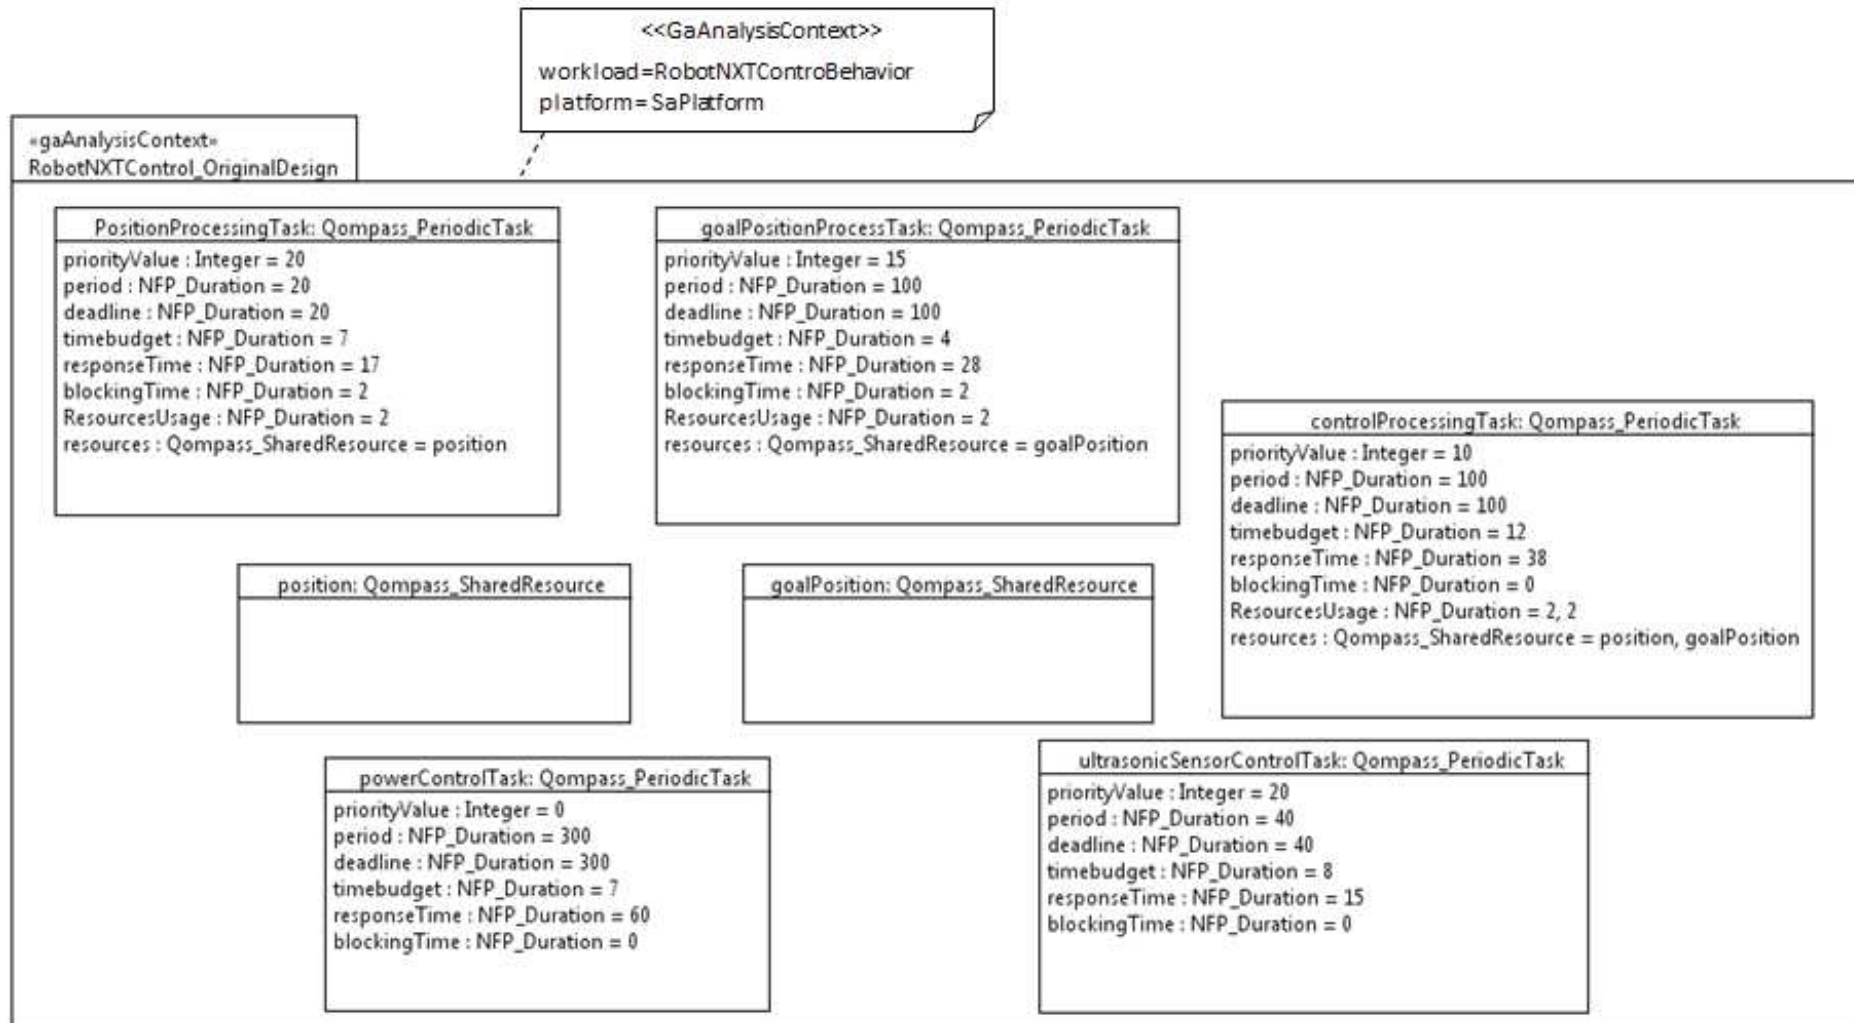 <<GaAnalysisContext>>
workload=RobotNXTControBehavior
platform=SaPlatform
«gaAnalysisContext»
RobotNXTControl_OriginalDesign
PositionProcessingTask: Qompass_PeriodicTask
priorityValue : Integer = 20
period : NFP_Duration = 20
deadline : NFP_Duration = 20
timebudget : NFP_Duration = 7
responseTime : NFP_Duration = 17
blockingTime : NFP_Duration = 2
ResourcesUsage : NFP_Duration = 2
resources : Qompass_SharedResource = position
goalPositionProcessTask: Qompass_PeriodicTask
priorityValue : Integer = 15
period : NFP_Duration = 100
deadline : NFP_Duration = 100
timebudget : NFP_Duration = 4
responseTime : NFP_Duration = 28
blockingTime : NFP_Duration = 2
ResourcesUsage : NFP_Duration = 2
resources : Qompass_SharedResource = goalPosition
controlProcessingTask: Qompass_PeriodicTask
priorityValue : Integer = 10
period : NFP_Duration = 100
deadline : NFP_Duration = 100
timebudget : NFP_Duration = 12
responseTime : NFP_Duration = 38
blockingTime : NFP_Duration = 0
ResourcesUsage : NFP_Duration = 2, 2
resources : Qompass_SharedResource = position, goalPosition
position: Qompass_SharedResource
goalPosition: Qompass_SharedResource
powerControlTask: Qompass_PeriodicTask
priorityValue : Integer = 0
period : NFP_Duration = 300
deadline : NFP_Duration = 300
timebudget : NFP_Duration = 7
responseTime : NFP_Duration = 60
blockingTime : NFP_Duration = 0
ultrasonicSensorControlTask: Qompass_PeriodicTask
priorityValue : Integer = 20
period : NFP_Duration = 40
deadline : NFP_Duration = 40
timebudget : NFP_Duration = 8
responseTime : NFP_Duration = 15
blockingTime : NFP_Duration = 0